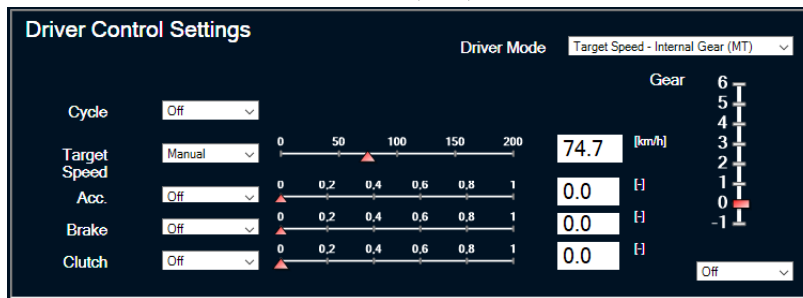 Driver Control Settings
Driver Mode Target Speed - Internal Gear (MT)
Gear
6
5
4
3
2
1
0
-1
Off
Cycle Off
Target Speed Manual 0 50 100 150 200 74.7 [km/h]
Acc. Off 0 0,2 0,4 0,6 0,8 1 0.0 [-]
Brake Off 0 0,2 0,4 0,6 0,8 1 0.0 [-]
Clutch Off 0 0,2 0,4 0,6 0,8 1 0.0 [-]